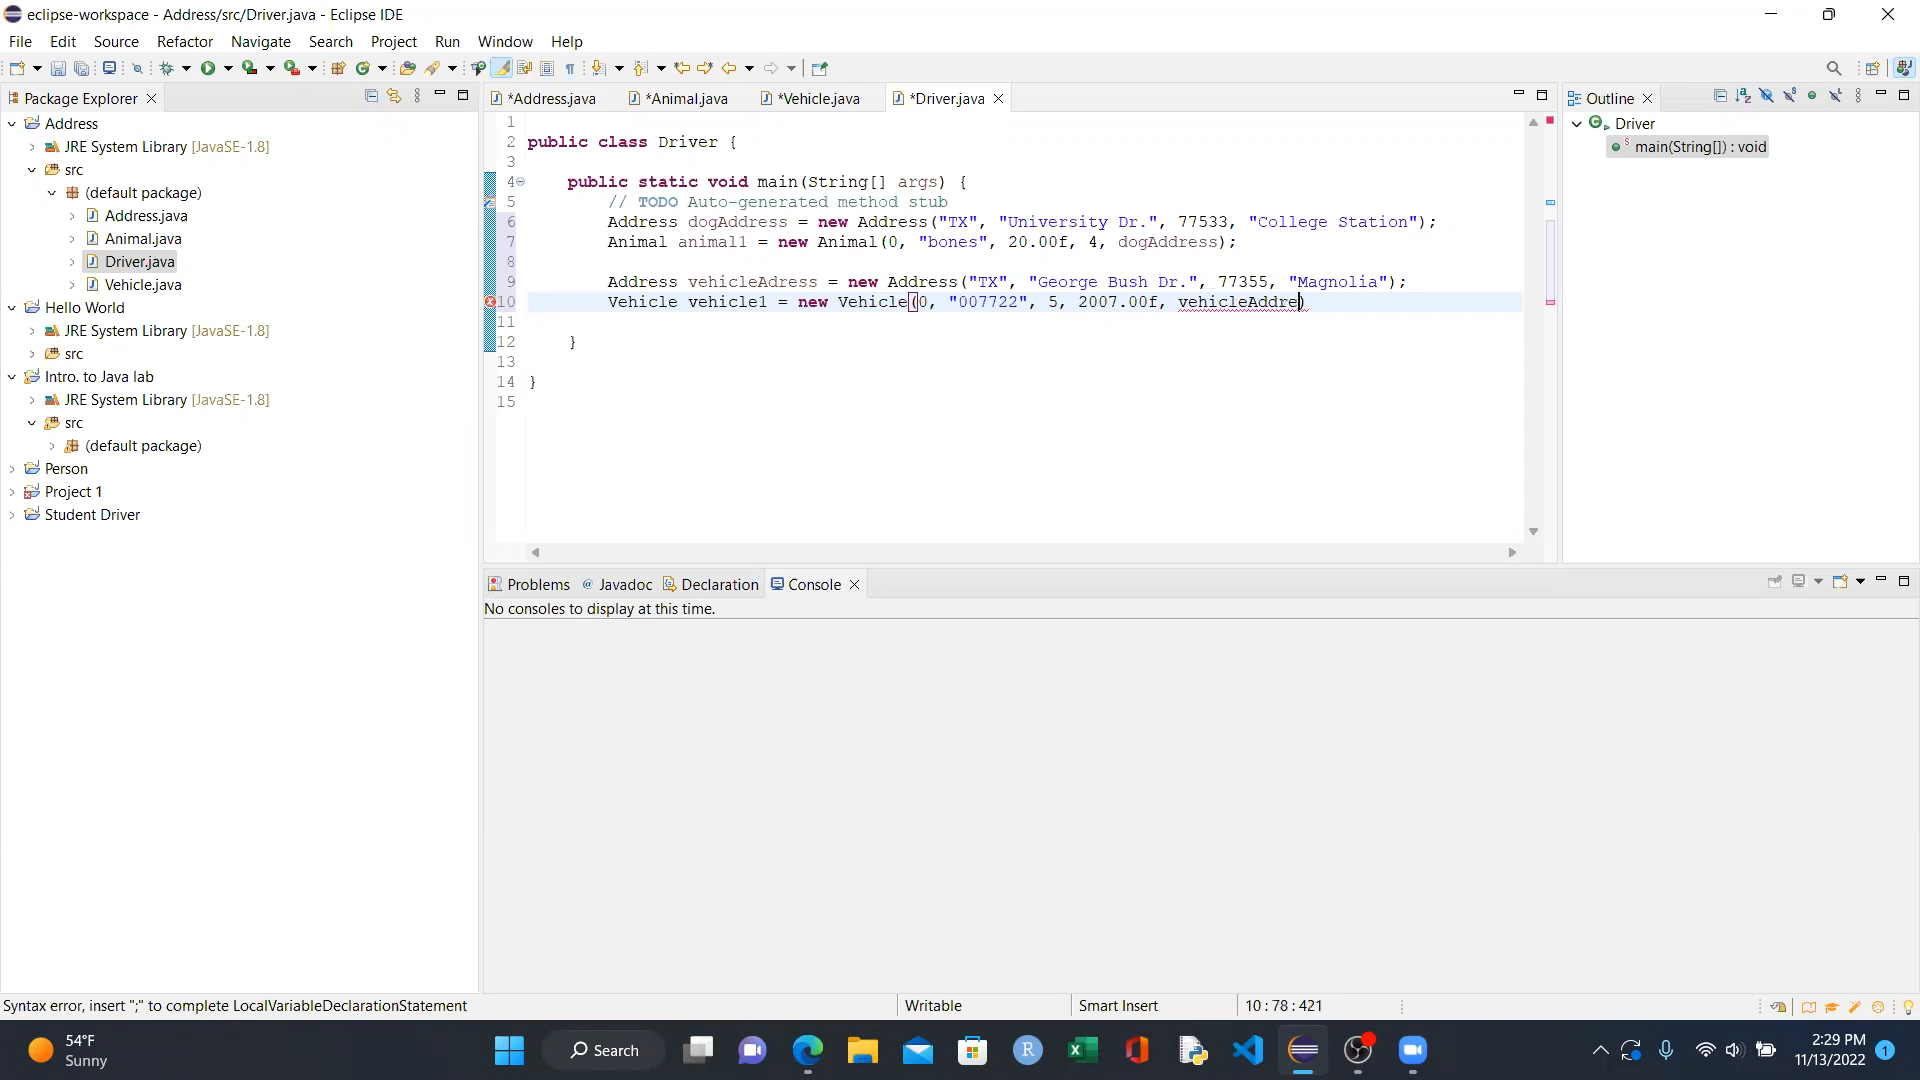 eclipse-workspace - Address/src/Driver.java - Eclipse IDE
File Edit Source Refactor Navigate Search Project Run Window Help
Package Explorer
Address
JRE System Library [JavaSE-1.8]
src
(default package)
Address.java
Animal.java
Driver.java
Vehicle.java
Hello World
JRE System Library [JavaSE-1.8]
src
Intro. to Java lab
JRE System Library [JavaSE-1.8]
src
(default package)
Person
Project 1
Student Driver
*Address.java *Animal.java *Vehicle.java *Driver.java
1
2 public class Driver {
3
4 public static void main(String[] args) {
5 // TODO Auto-generated method stub
6 Address dogAddress = new Address("TX", "University Dr.", 77533, "College Station");
7 Animal animal1 = new Animal(0, "bones", 20.00f, 4, dogAddress);
8
9 Address vehicleAdress = new Address("TX", "George Bush Dr.", 77355, "Magnolia");
10 Vehicle vehicle1 = new Vehicle(0, "007722", 5, 2007.00f, vehicleAddre)
11
12 }
13
14 }
15
Outline
Driver
main(String[]) : void
Problems @ Javadoc Declaration Console
No consoles to display at this time.
Syntax error, insert ";" to complete LocalVariableDeclarationStatement
Writable
Smart Insert
10 : 78 : 421
54°F
Sunny
Search
2:29 PM
11/13/2022
1